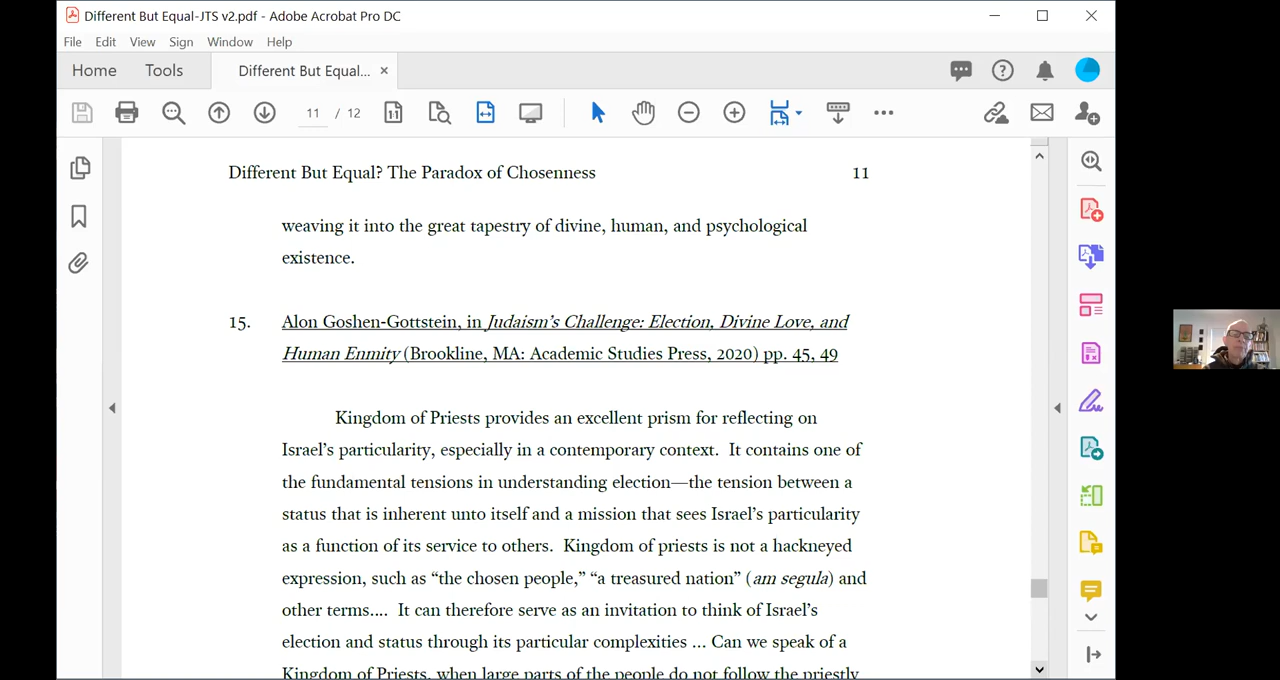 Different But Equal-JTS v2.pdf - Adobe Acrobat Pro DC
File Edit View Sign Window Help
Home Tools Different But Equal... ×
11 / 12
Different But Equal? The Paradox of Chosenness 11
weaving it into the great tapestry of divine, human, and psychological
existence.
15. Alon Goshen-Gottstein, in Judaism's Challenge: Election, Divine Love, and
Human Enmity (Brookline, MA: Academic Studies Press, 2020) pp. 45, 49
Kingdom of Priests provides an excellent prism for reflecting on
Israel's particularity, especially in a contemporary context. It contains one of
the fundamental tensions in understanding election—the tension between a
status that is inherent unto itself and a mission that sees Israel's particularity
as a function of its service to others. Kingdom of priests is not a hackneyed
expression, such as “the chosen people,” “a treasured nation” (am segula) and
other terms.... It can therefore serve as an invitation to think of Israel's
election and status through its particular complexities ... Can we speak of a
Kingdom of Priests, when large parts of the people do not follow the priestly